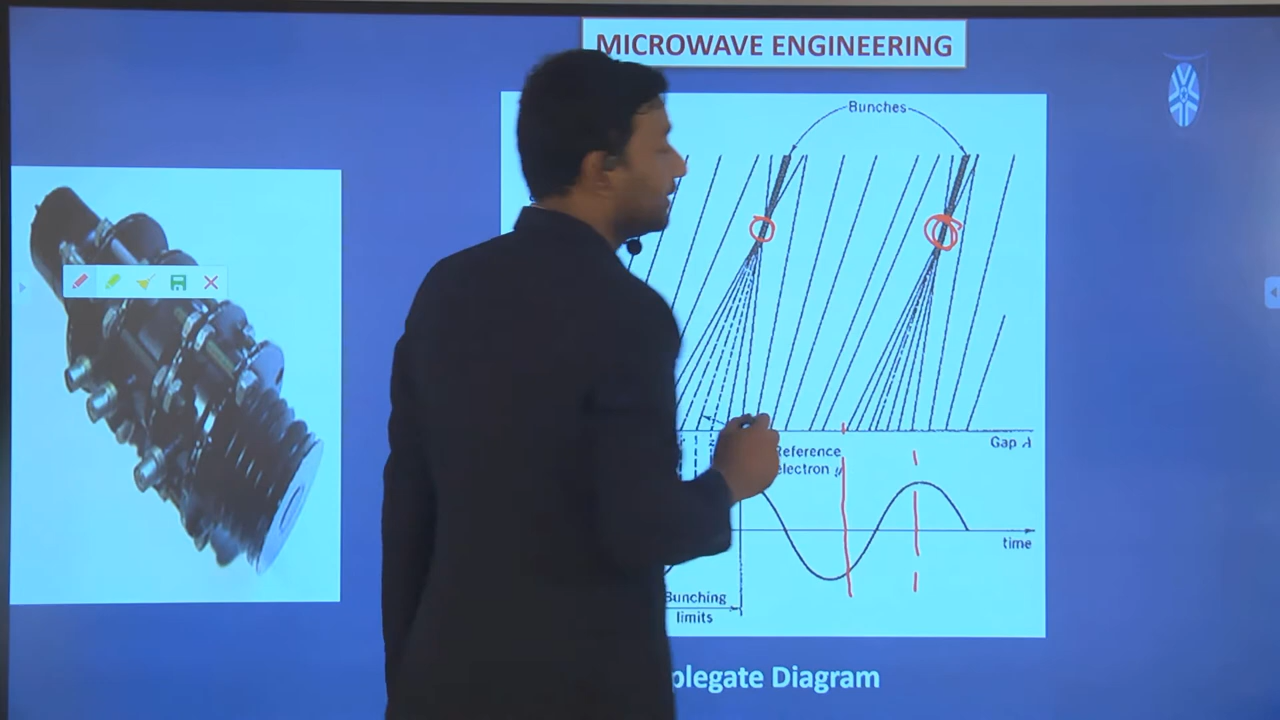 MICROWAVE ENGINEERING
Bunches
Gap A
Reference
electron y
time
Bunching
limits
plegate Diagram